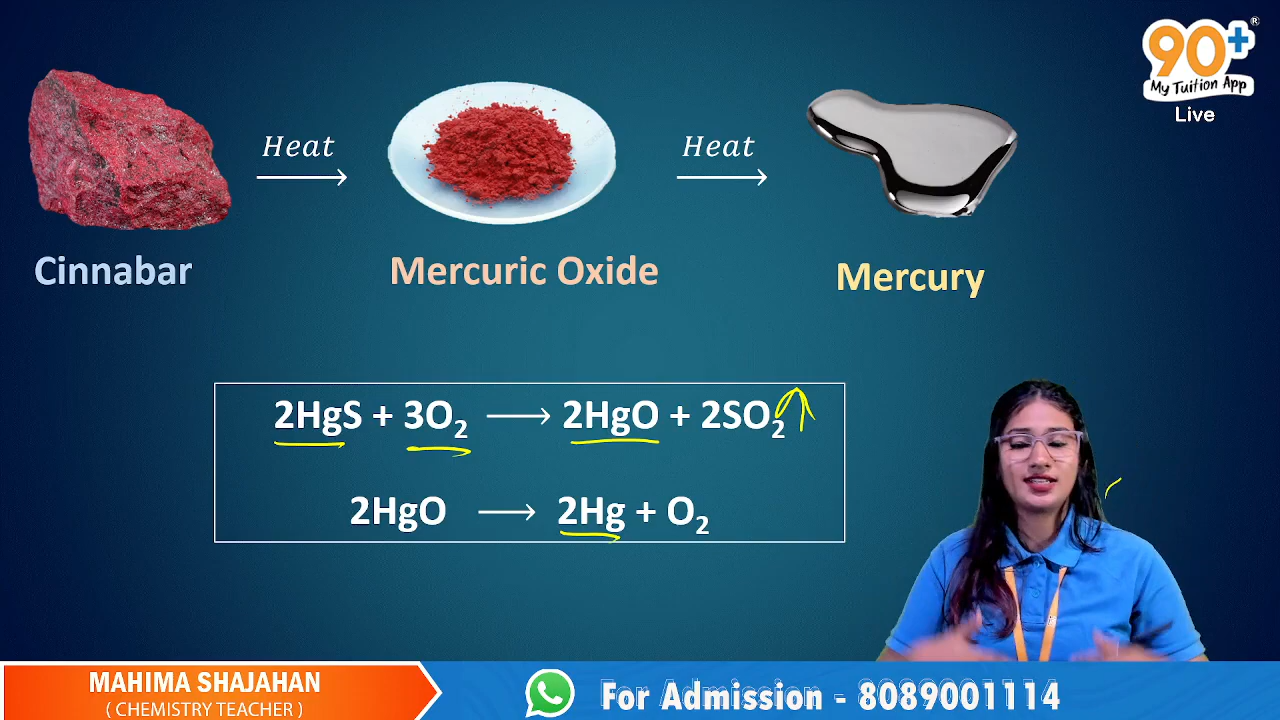 90+
®
My Tuition App
Live
Heat
Heat
Cinnabar
Mercuric Oxide
Mercury
2HgS + 3O₂ ⟶ 2HgO + 2SO₂↑
2HgO ⟶ 2Hg + O₂
MAHIMA SHAJAHAN
( CHEMISTRY TEACHER )
For Admission - 8089001114